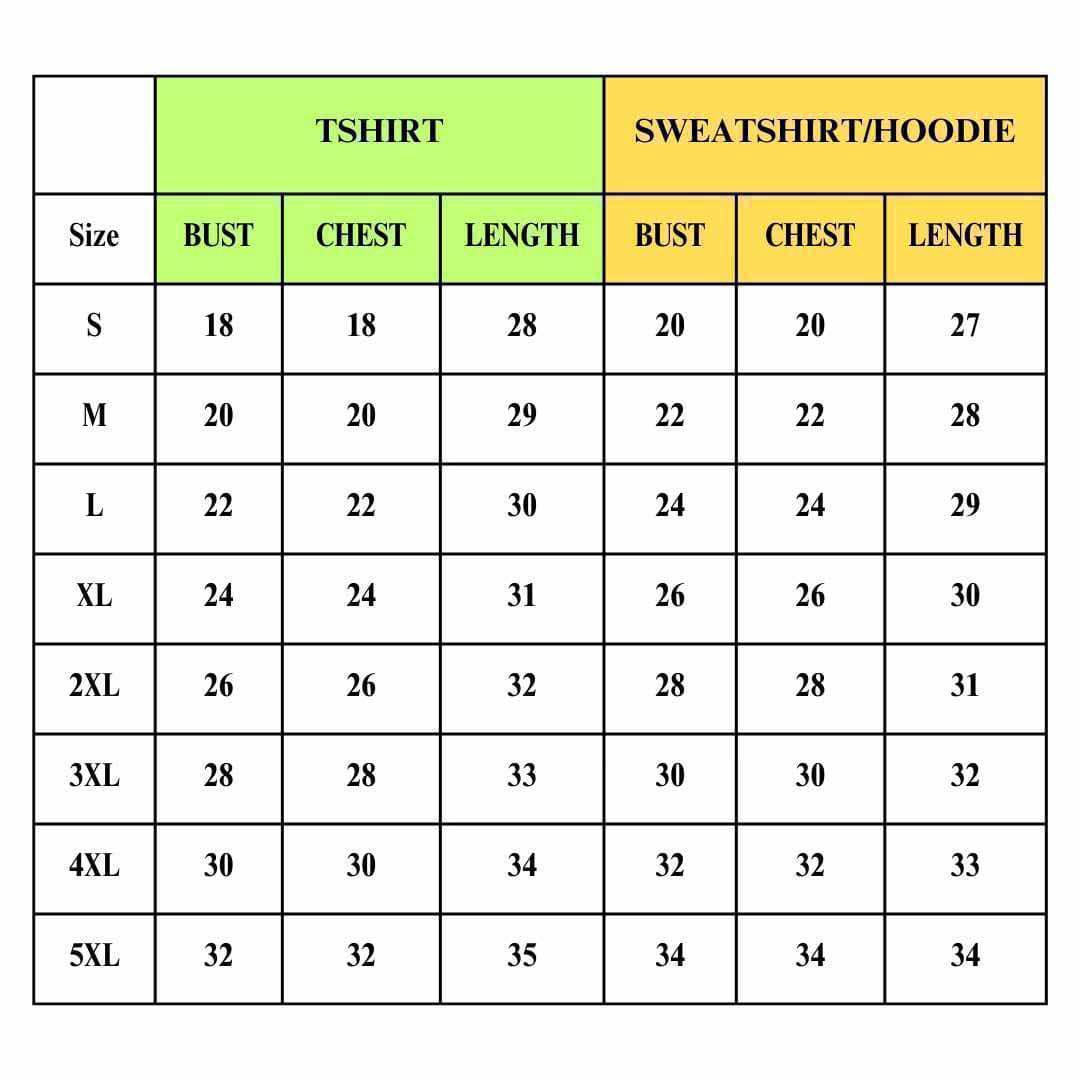 TSHIRT SWEATSHIRT/HOODIE
Size BUST CHEST LENGTH BUST CHEST LENGTH
S 18 18 28 20 20 27
M 20 20 29 22 22 28
L 22 22 30 24 24 29
XL 24 24 31 26 26 30
2XL 26 26 32 28 28 31
3XL 28 28 33 30 30 32
4XL 30 30 34 32 32 33
5XL 32 32 35 34 34 34